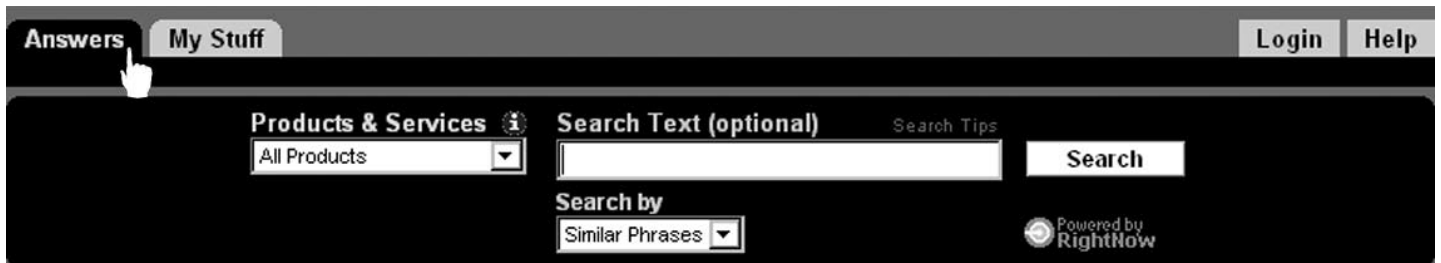 Answers My Stuff Login Help
Products & Services i Search Text (optional) Search Tips
All Products Search
Search by
Similar Phrases
Powered by
RightNow